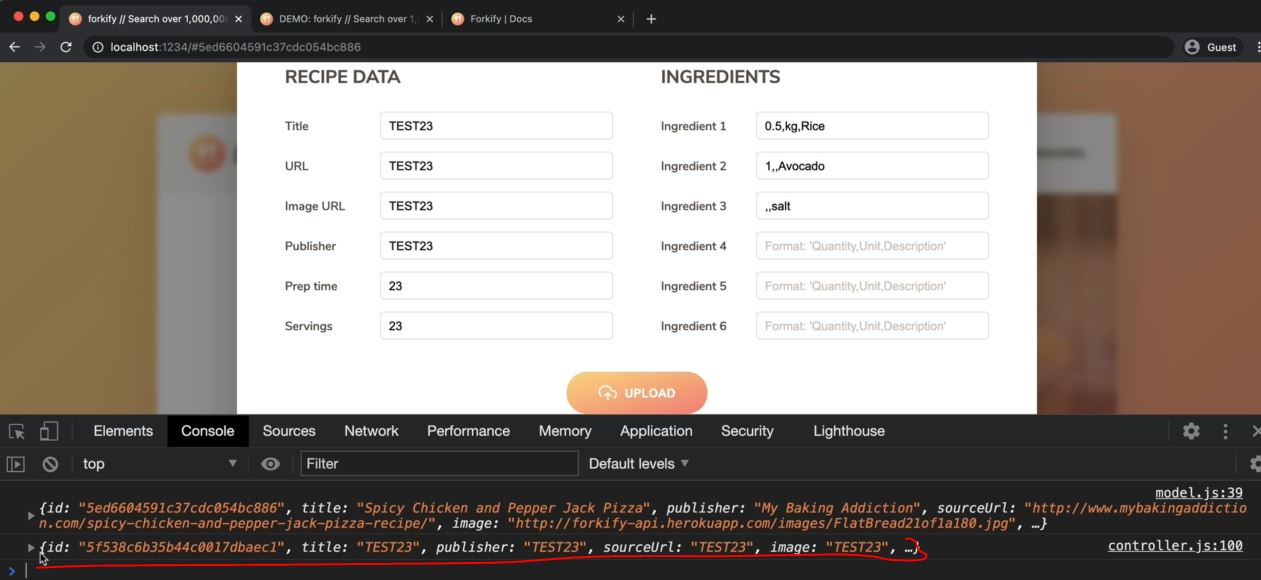 forkify // Search over 1,000,00
DEMO: forkify // Search over 1,
Forkify | Docs
localhost:1234/#5ed6604591c37cdc054bc886
Guest
RECIPE DATA
INGREDIENTS
Title
TEST23
Ingredient 1
0.5,kg,Rice
URL
TEST23
Ingredient 2
1,,Avocado
Image URL
TEST23
Ingredient 3
,,salt
Publisher
TEST23
Ingredient 4
Format: 'Quantity,Unit,Description'
Prep time
23
Ingredient 5
Format: 'Quantity,Unit,Description'
Servings
23
Ingredient 6
Format: 'Quantity,Unit,Description'
UPLOAD
Elements Console Sources Network Performance Memory Application Security Lighthouse
top
Filter
Default levels
model.js:39
{id: "5ed6604591c37cdc054bc886", title: "Spicy Chicken and Pepper Jack Pizza", publisher: "My Baking Addiction", sourceUrl: "http://www.mybakingaddictio
n.com/spicy-chicken-and-pepper-jack-pizza-recipe/", image: "http://forkify-api.herokuapp.com/images/FlatBread21of1a180.jpg", …}
{id: "5f538c6b35b44c0017dbaec1", title: "TEST23", publisher: "TEST23", sourceUrl: "TEST23", image: "TEST23", …}
controller.js:100